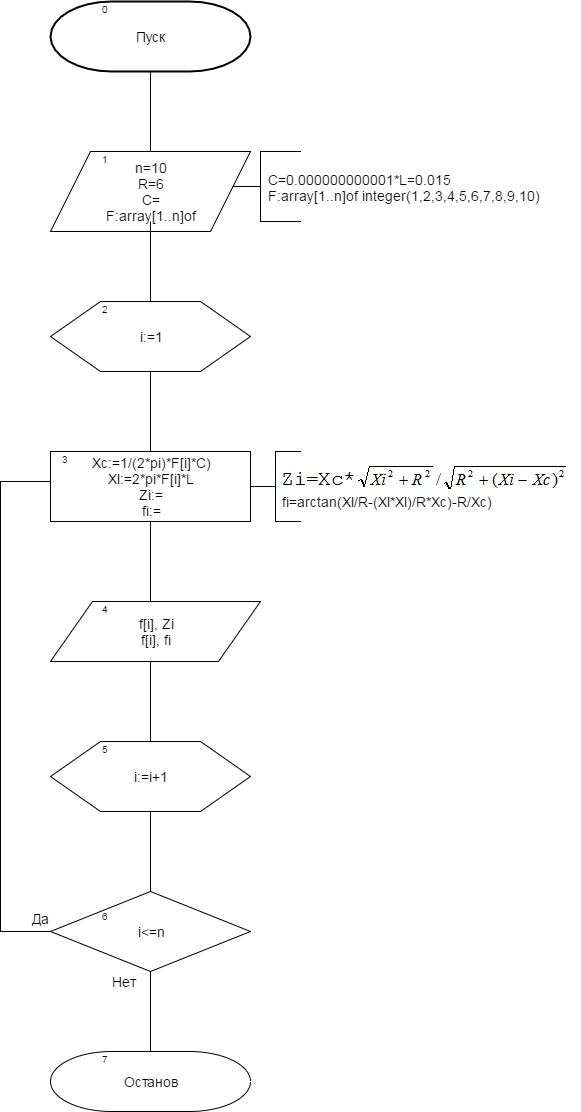 0
Пуск
1
n=10
R=6
C=
F:array[1..n]of
C=0.000000000001*L=0.015
F:array[1..n]of integer(1,2,3,4,5,6,7,8,9,10)
2
i:=1
3
Xc:=1/(2*pi)*F[i]*C)
Xl:=2*pi*F[i]*L
Zi:=
fi:=
Zi=Xc*√(Xi²+R²)/√(R²+(Xi−Xc)²)
fi=arctan(Xl/R-(Xl*Xl)/R*Xc)-R/Xc)
4
f[i], Zi
f[i], fi
5
i:=i+1
6
i<=n
Да
Нет
7
Останов